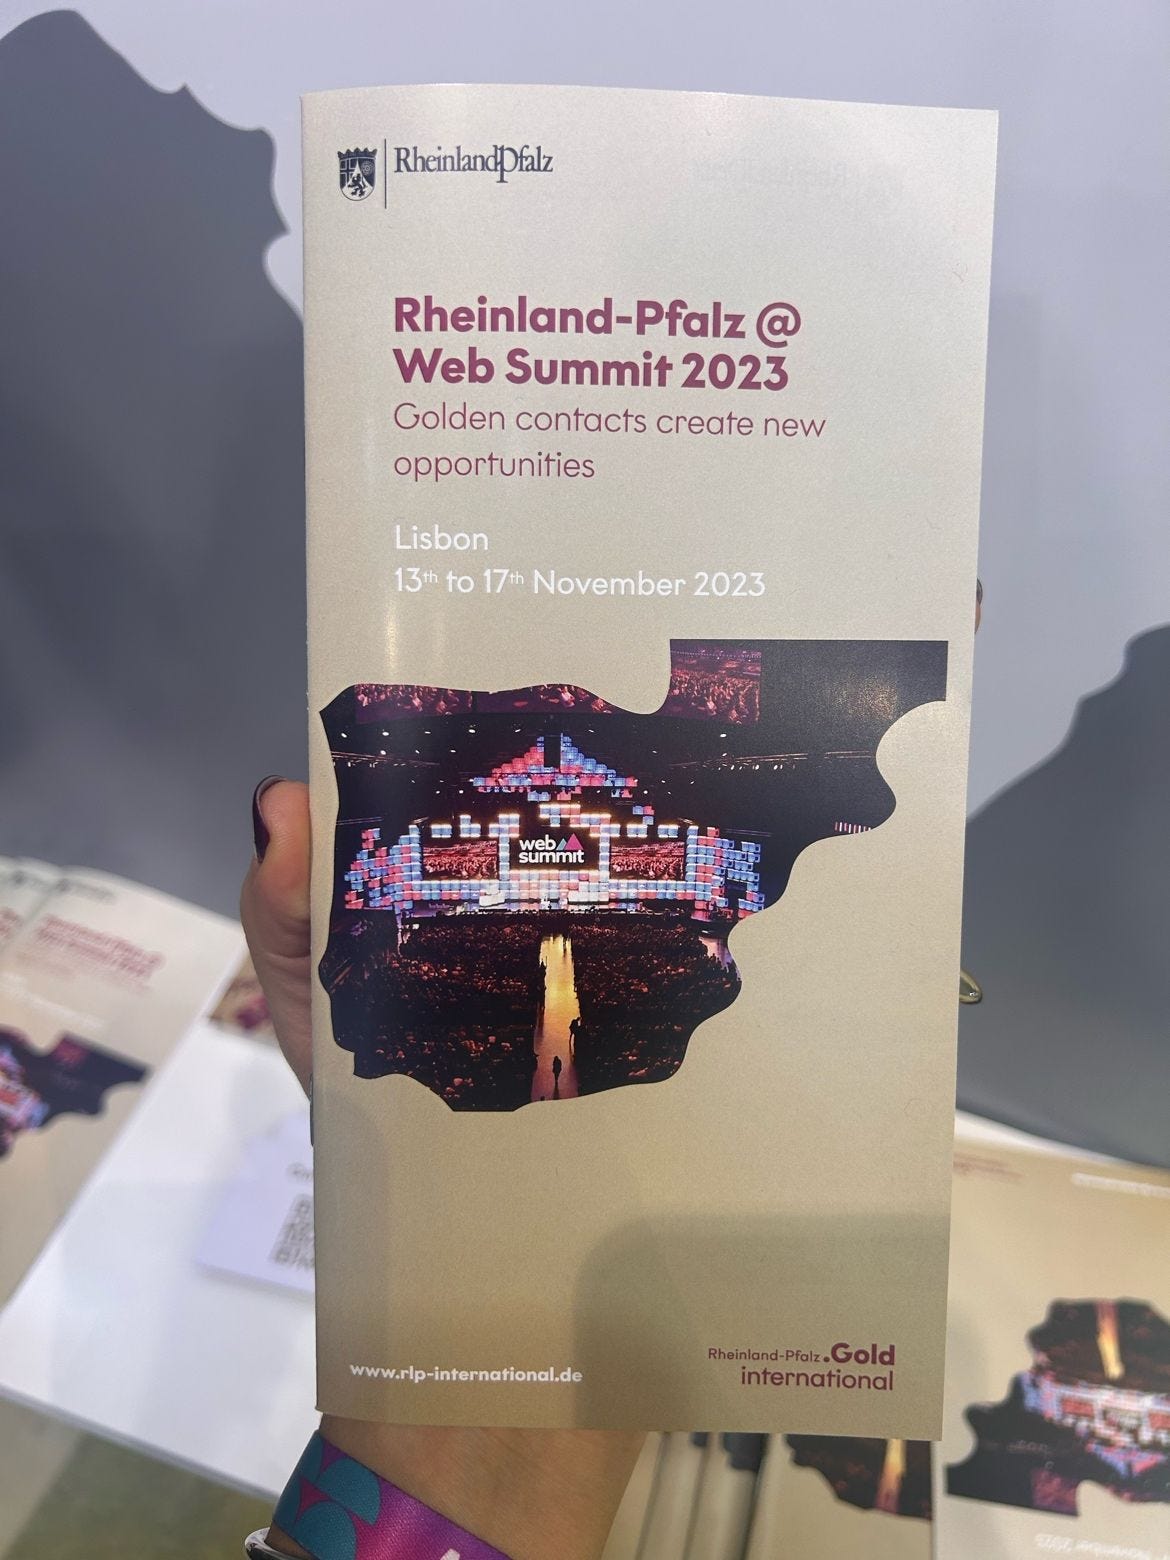 RheinlandPfalz
Rheinland-Pfalz @
Web Summit 2023
Golden contacts create new
opportunities
Lisbon
13th to 17th November 2023
web
summit
www.rlp-international.de
Rheinland-Pfalz.Gold
international